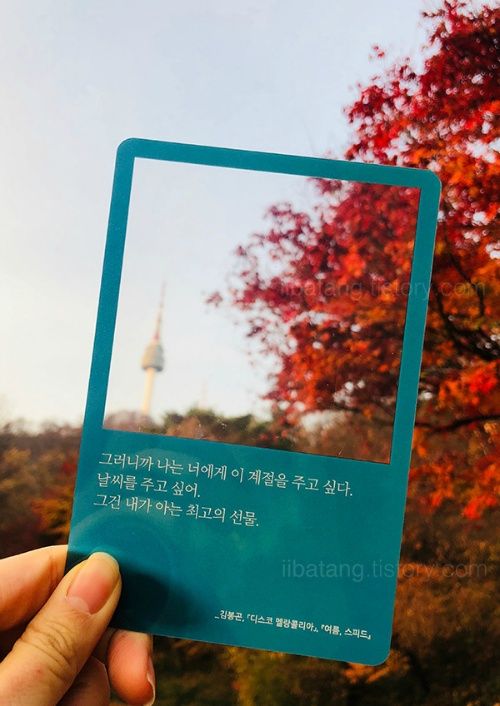 iibatang.tistory.com
그러니까 나는 너에게 이 계절을 주고 싶다.
날씨를 주고 싶어.
그건 내가 아는 최고의 선물.
iibatang.tistory.com
_김봉곤, 「디스코 멜랑콜리아」, 『여름, 스피드』